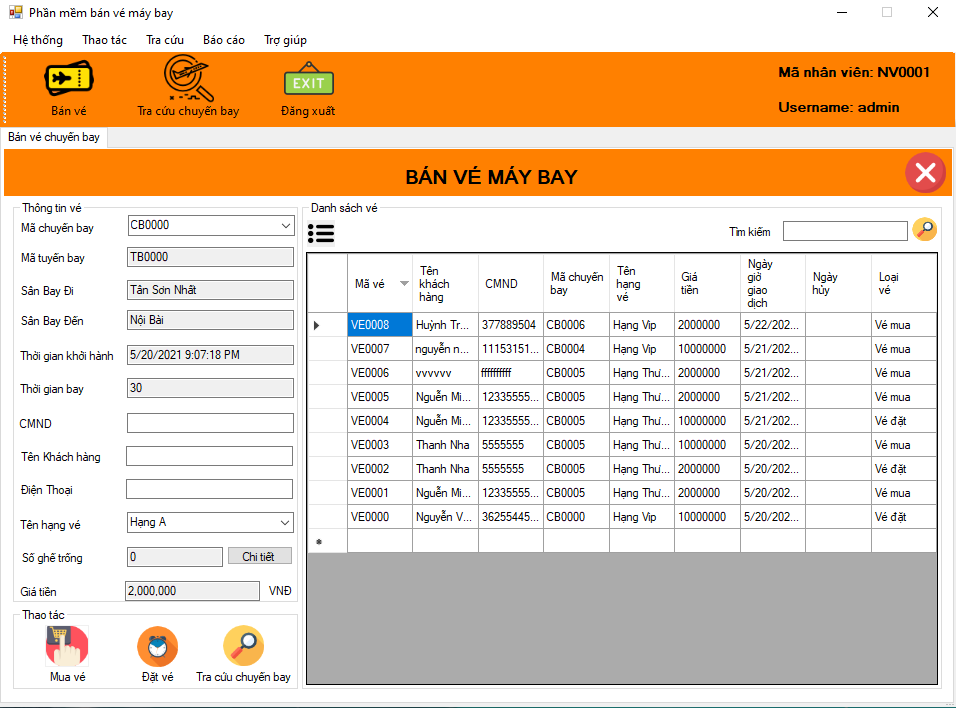 Phần mềm bán vé máy bay
Hệ thống Thao tác Tra cứu Báo cáo Trợ giúp
EXIT
Bán vé Tra cứu chuyến bay Đăng xuất
Mã nhân viên: NV0001
Username: admin
Bán vé chuyến bay
BÁN VÉ MÁY BAY
Thông tin vé
Mã chuyến bay CB0000
Mã tuyến bay TB0000
Sân Bay Đi Tân Sơn Nhất
Sân Bay Đến Nội Bài
Thời gian khởi hành 5/20/2021 9:07:18 PM
Thời gian bay 30
CMND
Tên Khách hàng
Điện Thoại
Tên hạng vé Hạng A
Số ghế trống 0 Chi tiết
Giá tiền 2,000,000 VNĐ
Thao tác
Mua vé Đặt vé Tra cứu chuyến bay
Danh sách vé
Tìm kiếm
Mã vé Tên khách hàng CMND Mã chuyến bay Tên hạng vé Giá tiền Ngày giờ giao dịch Ngày hủy Loại vé
VE0008 Huỳnh Tr... 377889504 CB0006 Hạng Vip 2000000 5/22/202... Vé mua
VE0007 nguyễn n... 11153151... CB0004 Hạng Vip 10000000 5/21/202... Vé mua
VE0006 vvvvvv ffffffffff CB0005 Hạng Thư... 2000000 5/21/202... Vé mua
VE0005 Nguễn Mi... 12335555... CB0005 Hạng Thư... 2000000 5/21/202... Vé mua
VE0004 Nguễn Mi... 12335555... CB0005 Hạng Thư... 10000000 5/21/202... Vé đặt
VE0003 Thanh Nha 5555555 CB0005 Hạng Thư... 10000000 5/20/202... Vé mua
VE0002 Thanh Nha 5555555 CB0005 Hạng Thư... 2000000 5/20/202... Vé đặt
VE0001 Nguễn Mi... 12335555... CB0005 Hạng Thư... 2000000 5/20/202... Vé mua
VE0000 Nguyễn V... 36255445... CB0000 Hạng Vip 10000000 5/20/202... Vé đặt